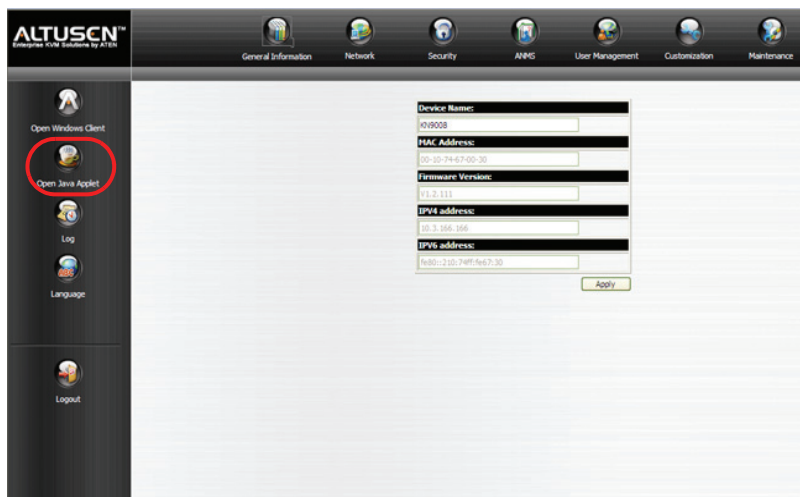 ALTUSEN™
Enterprise KVM Solutions by ATEN
General Information
Network
Security
ANMS
User Management
Customization
Maintenance
Open Windows Client
Open Java Applet
Log
Language
Logout
Device Name:
KN9008
MAC Address:
00-10-74-67-00-30
Firmware Version:
V1.2.111
IPV4 address:
10.3.166.166
IPV6 address:
fe80::210:74ff:fe67:30
Apply